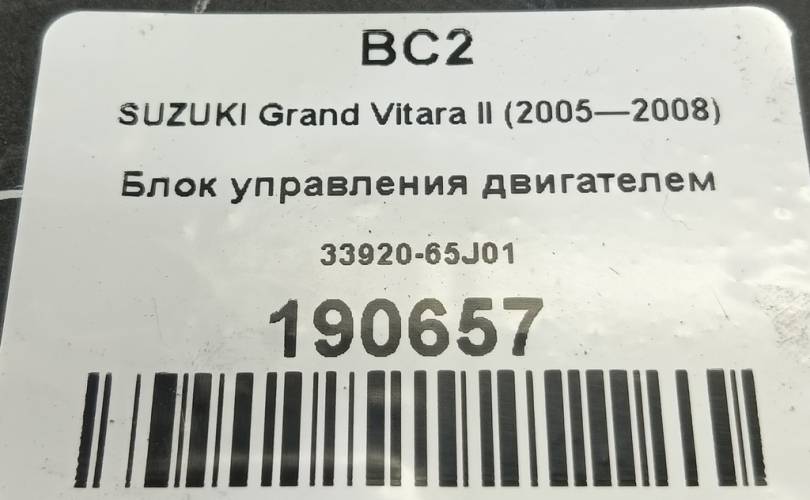 BC2
SUZUKI Grand Vitara II (2005—2008)
Блок управления двигателем
33920-65J01
190657